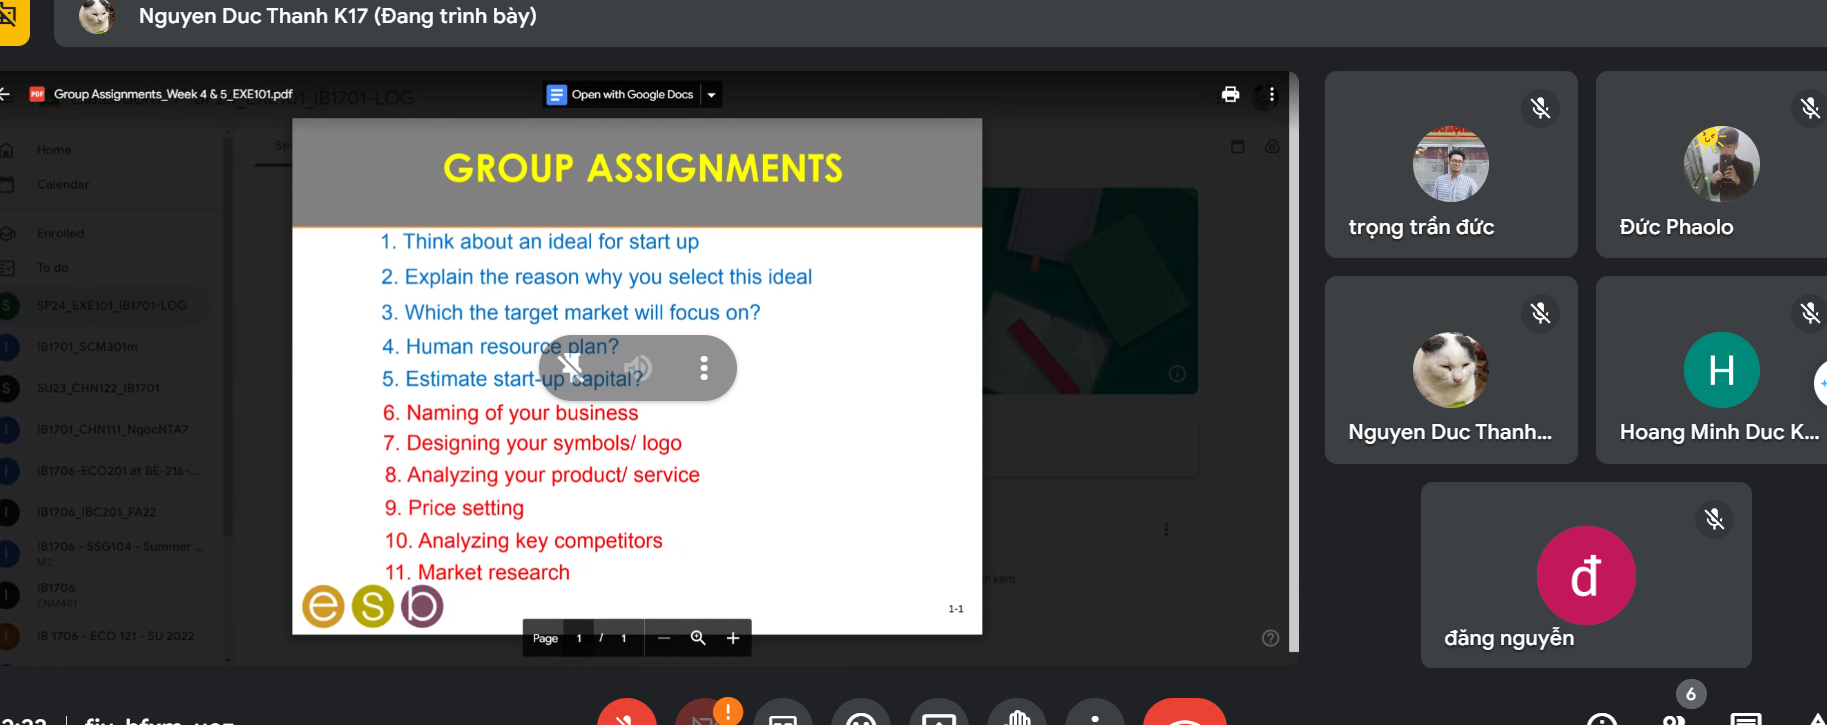 Nguyen Duc Thanh K17 (Đang trình bày)
PDF
Group Assignments_Week 4 & 5_EXE101.pdf
Open with Google Docs
Home
Calendar
Enrolled
To do
SP24_EXE101_IB1701-LOG
IB1701_SCM301m
SU23_CHN122_IB1701
IB1701_CHN111_NgocNTA7
IB1706-ECO201 at BE-216-...
IB1706_IBC201_FA22
IB1706 - SSG104 - Summer ...
M2
IB1706
ENM401
IB 1706 - ECO 121 - SU 2022
GROUP ASSIGNMENTS
1. Think about an ideal for start up
2. Explain the reason why you select this ideal
3. Which the target market will focus on?
4. Human resource plan?
5. Estimate start-up capital?
6. Naming of your business
7. Designing your symbols/ logo
8. Analyzing your product/ service
9. Price setting
10. Analyzing key competitors
11. Market research
esb
1-1
Page 1 / 1
trọng trần đức
Đức Phaolo
Nguyen Duc Thanh...
H
Hoang Minh Duc K...
đ
đăng nguyễn
6